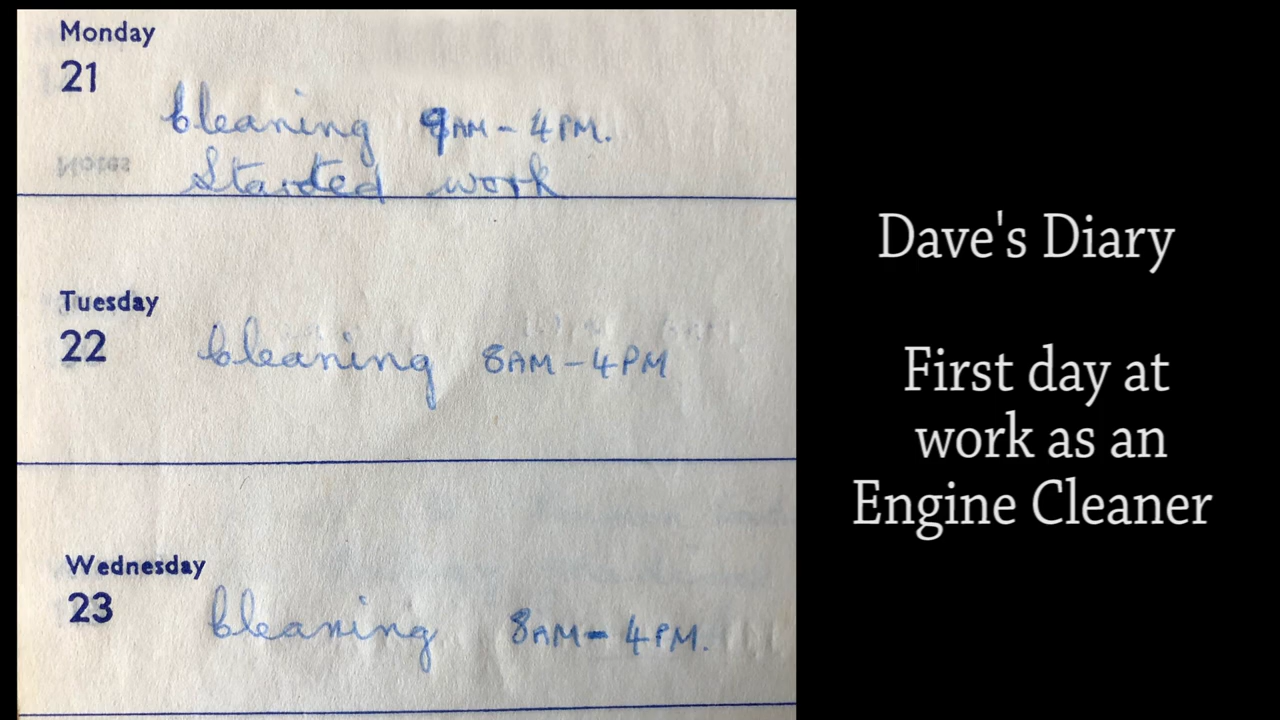 Monday
21
Cleaning 9AM - 4PM.
Started work
Notes
Tuesday
22
Cleaning 8AM - 4PM
Wednesday
23
Cleaning 8AM - 4PM.
Dave's Diary
First day at
work as an
Engine Cleaner